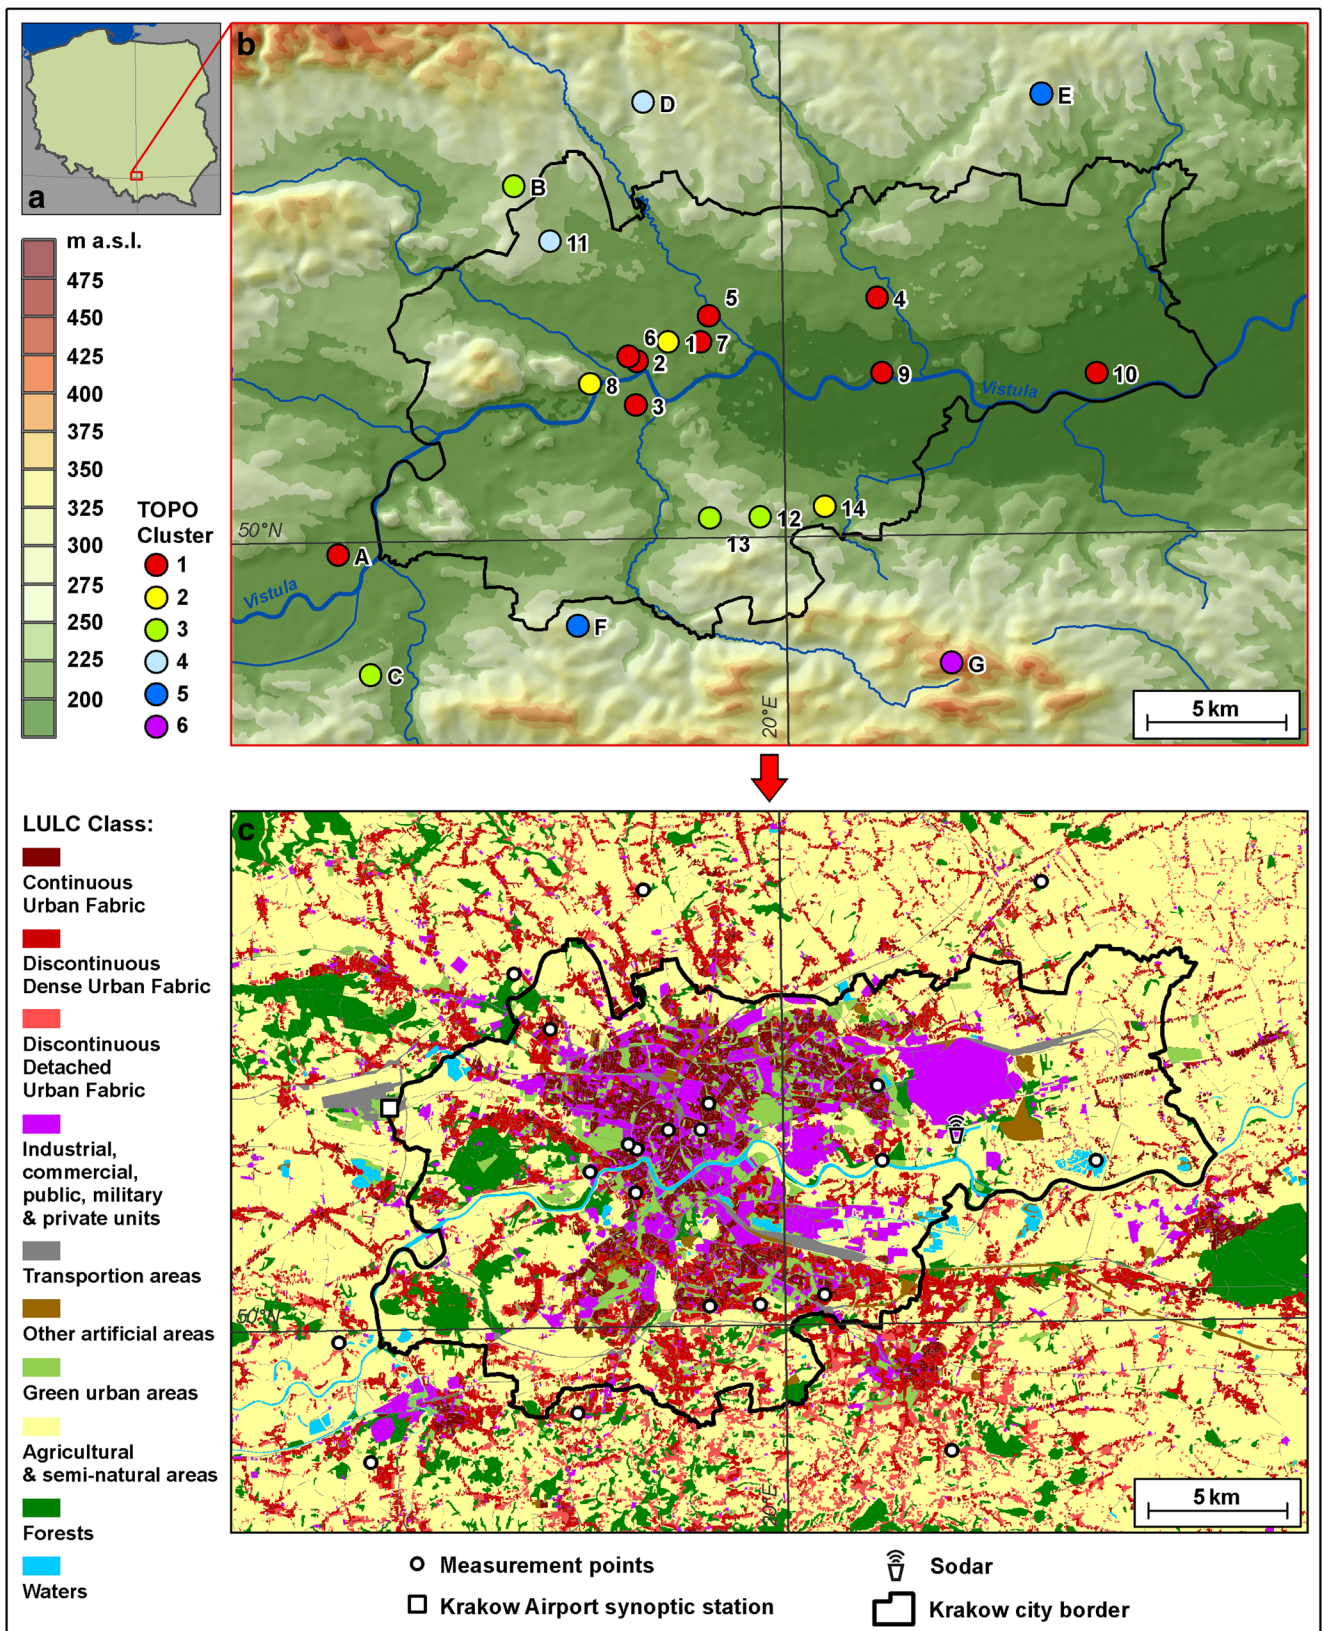 a
b
m a.s.l.
475
450
425
400
375
350
325
300
275
250
225
200
TOPO
Cluster
1
2
3
4
5
6
D
E
B
11
5
4
6
1
7
2
8
3
9
10
Vistula
12
14
13
50°N
A
Vistula
F
C
G
20°E
5 km
LULC Class:
Continuous
Urban Fabric
Discontinuous
Dense Urban Fabric
Discontinuous
Detached
Urban Fabric
Industrial,
commercial,
public, military
& private units
Transportion areas
Other artificial areas
Green urban areas
Agricultural
& semi-natural areas
Forests
Waters
c
50°N
20°E
5 km
Measurement points
Krakow Airport synoptic station
Sodar
Krakow city border